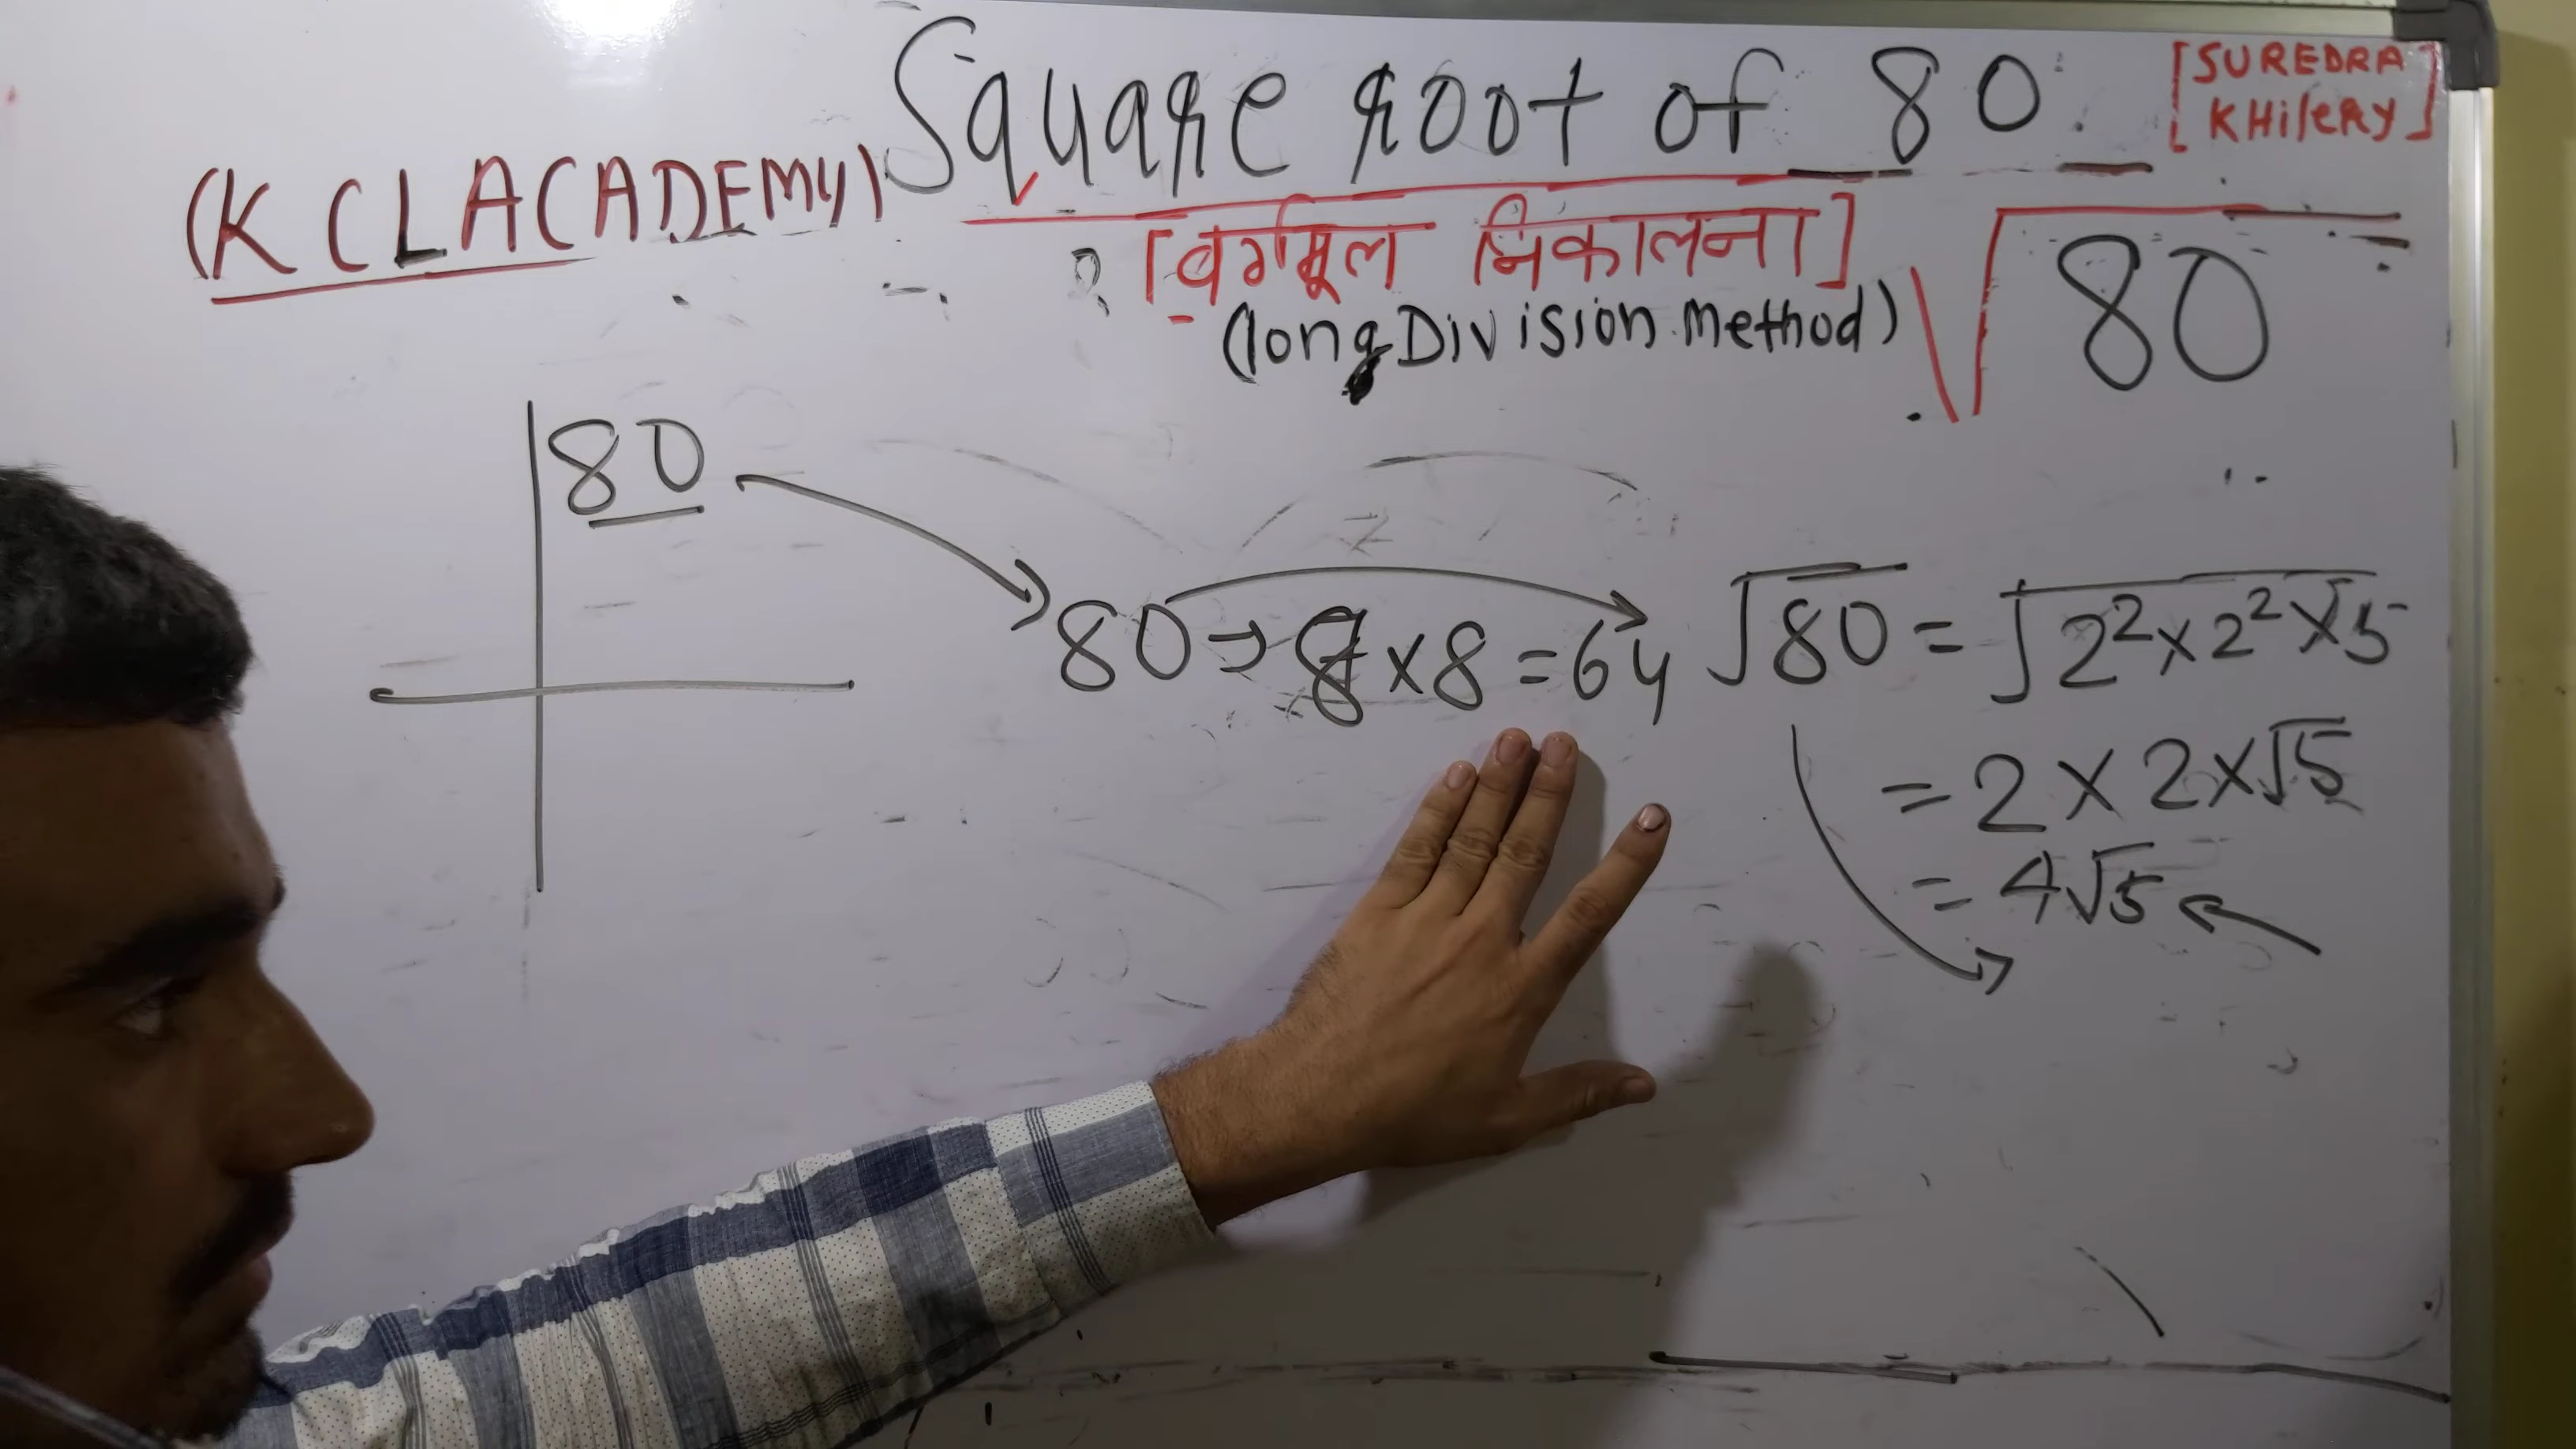 Square root of 80
[SUREDRA
KHilERY]
(K C L ACADEMY)
[वर्गमूल निकालना]
(long Division Method)
√80
80
80 → 8 × 8 = 64
√80 = √2² × 2² × 5
= 2 × 2 × √5
= 4√5